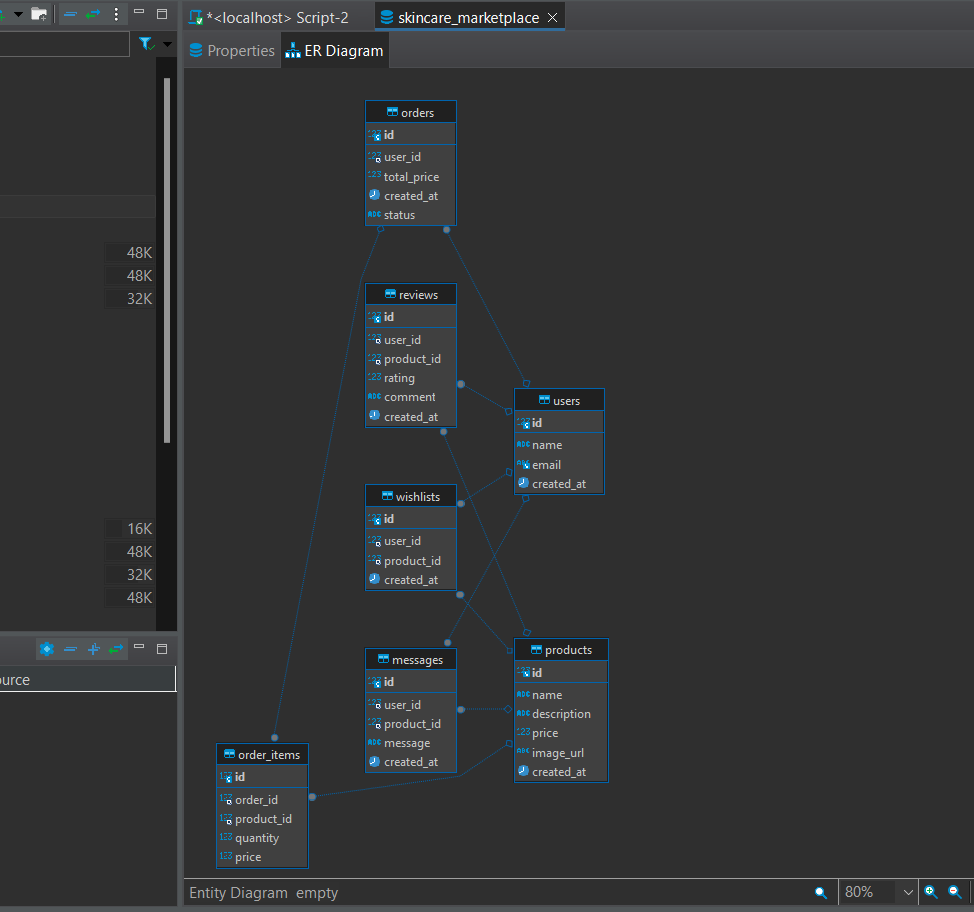 *<localhost> Script-2
skincare_marketplace
Properties
ER Diagram
48K
48K
32K
16K
48K
32K
48K
ource
orders
id
user_id
total_price
created_at
status
reviews
id
user_id
product_id
rating
comment
created_at
users
id
name
email
created_at
wishlists
id
user_id
product_id
created_at
messages
id
user_id
product_id
message
created_at
products
id
name
description
price
image_url
created_at
order_items
id
order_id
product_id
quantity
price
Entity Diagram empty
80%